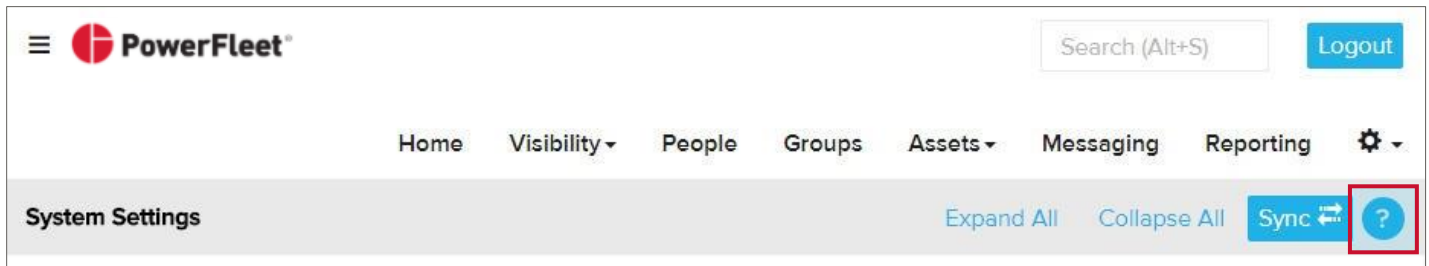 PowerFleet®
Search (Alt+S)
Logout
Home Visibility People Groups Assets Messaging Reporting
System Settings Expand All Collapse All Sync ?